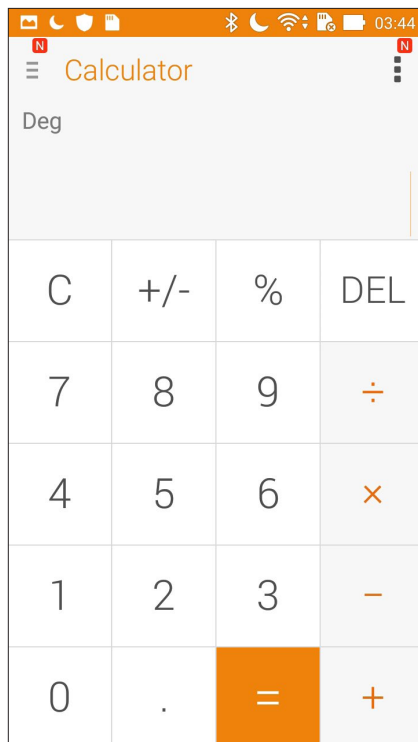 03:44
N N
Calculator
Deg
C +/- % DEL
7 8 9 ÷
4 5 6 ×
1 2 3 −
0 . = +